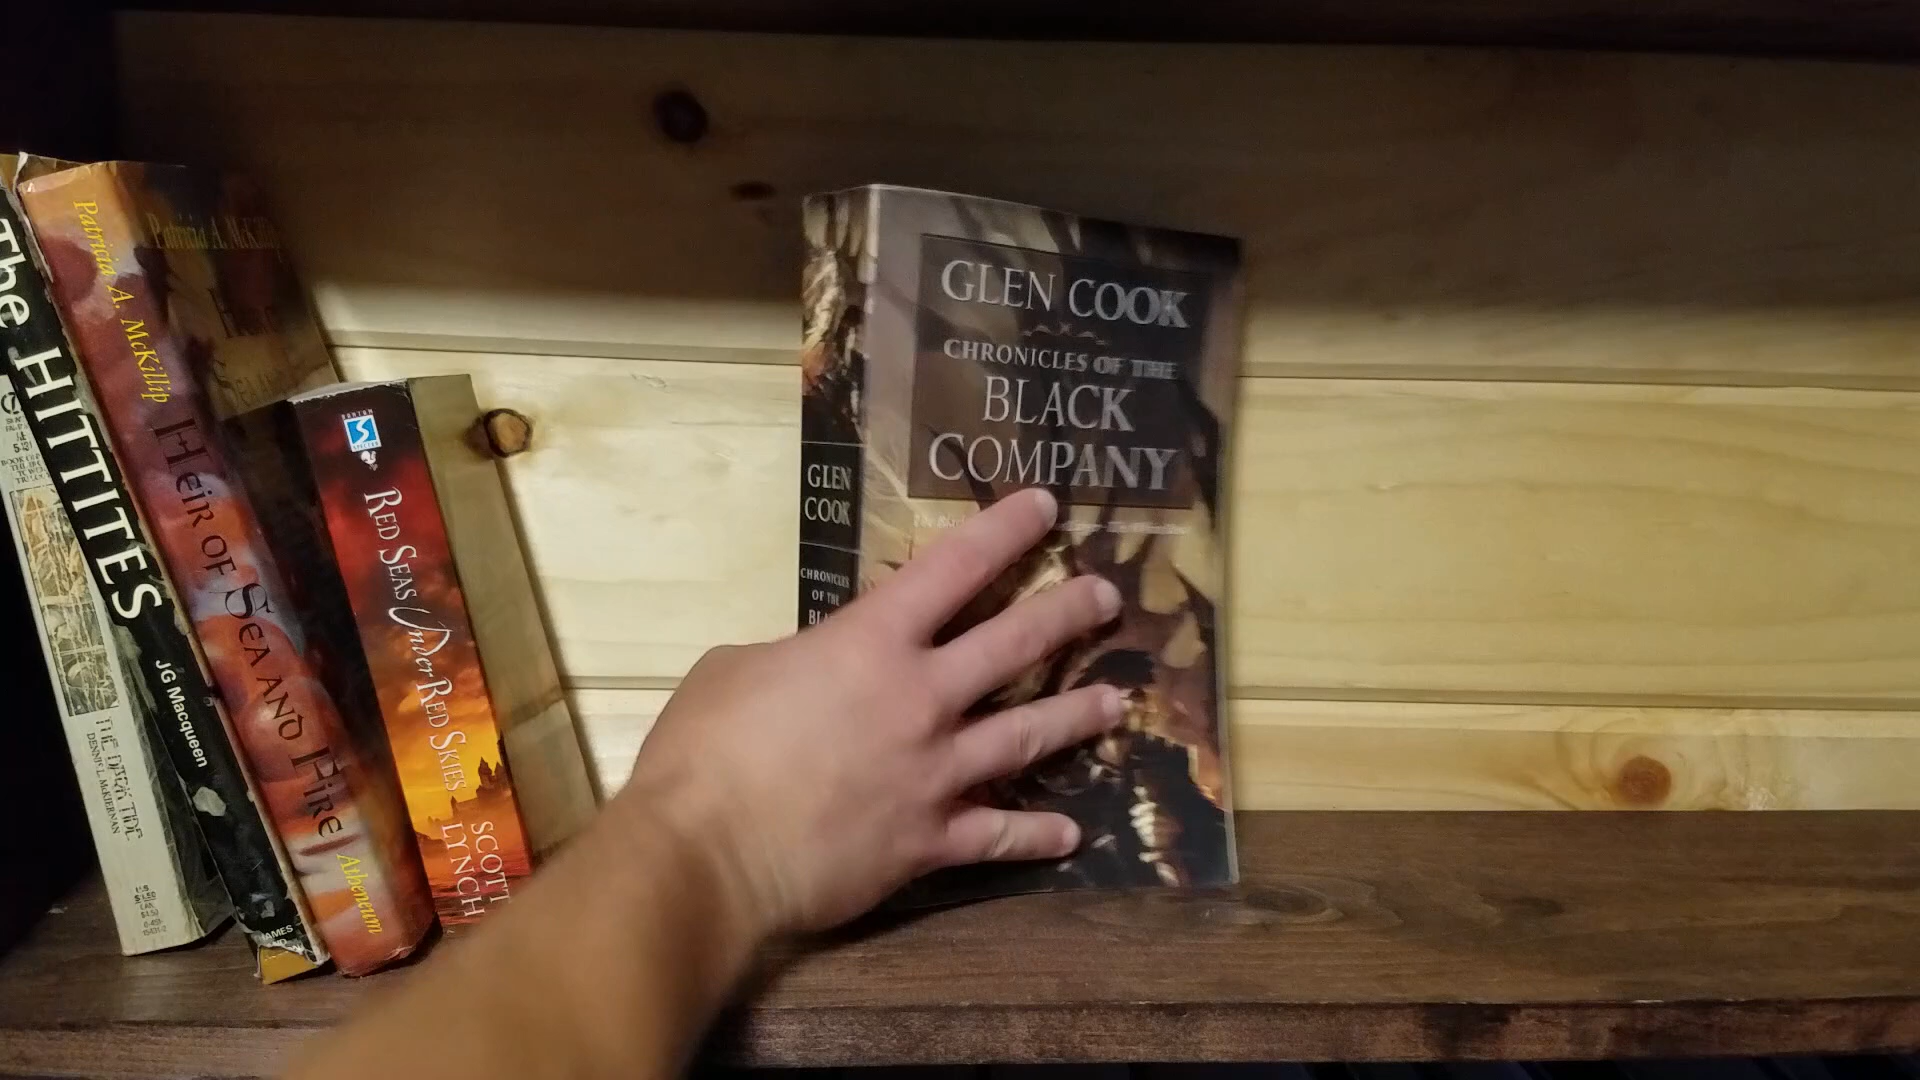 THE DARK TIDE
DENNIS L. McKIERNAN
The HITTITES
JG Macqueen
Patricia A. McKillip
Heir of Sea and Fire
Atheneum
Patricia A. McKillip
BANTAM
SPECTRA
Red Seas Under Red Skies
SCOTT
LYNCH
GLEN
COOK
CHRONICLES
OF THE
GLEN COOK
CHRONICLES OF THE
BLACK
COMPANY